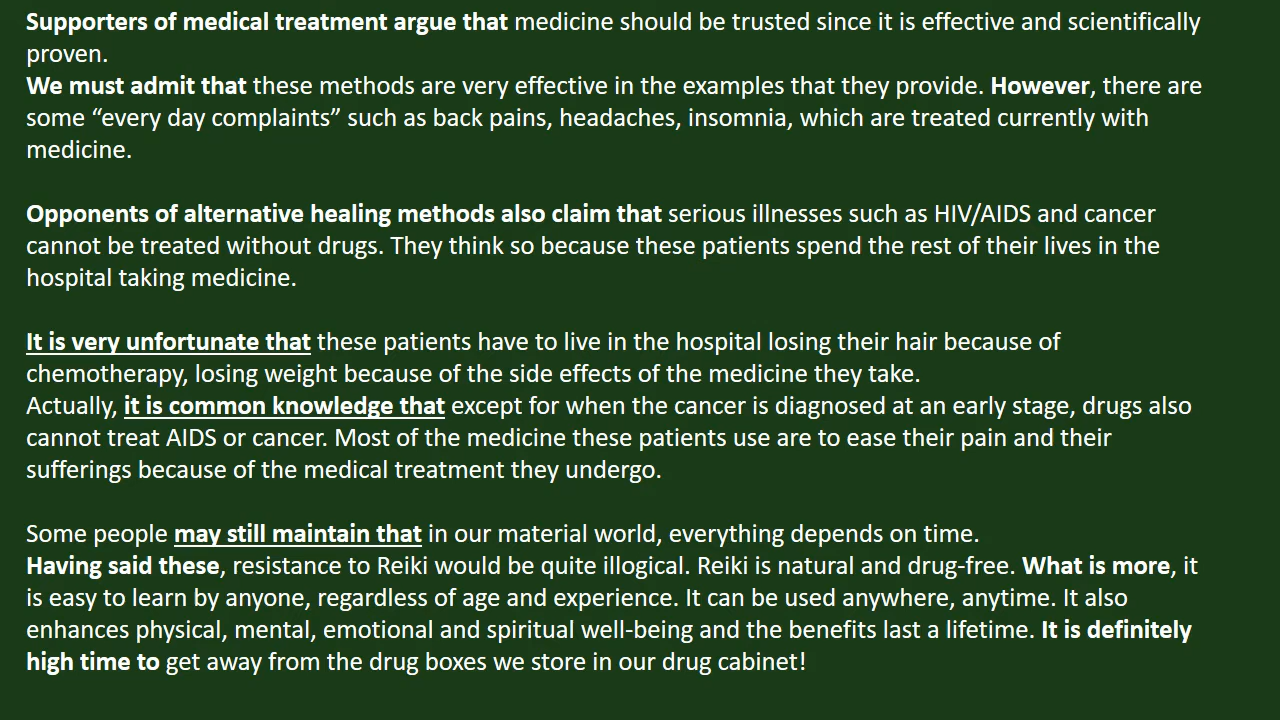 Supporters of medical treatment argue that medicine should be trusted since it is effective and scientifically
proven.
We must admit that these methods are very effective in the examples that they provide. However, there are
some “every day complaints” such as back pains, headaches, insomnia, which are treated currently with
medicine.
Opponents of alternative healing methods also claim that serious illnesses such as HIV/AIDS and cancer
cannot be treated without drugs. They think so because these patients spend the rest of their lives in the
hospital taking medicine.
It is very unfortunate that these patients have to live in the hospital losing their hair because of
chemotherapy, losing weight because of the side effects of the medicine they take.
Actually, it is common knowledge that except for when the cancer is diagnosed at an early stage, drugs also
cannot treat AIDS or cancer. Most of the medicine these patients use are to ease their pain and their
sufferings because of the medical treatment they undergo.
Some people may still maintain that in our material world, everything depends on time.
Having said these, resistance to Reiki would be quite illogical. Reiki is natural and drug-free. What is more, it
is easy to learn by anyone, regardless of age and experience. It can be used anywhere, anytime. It also
enhances physical, mental, emotional and spiritual well-being and the benefits last a lifetime. It is definitely
high time to get away from the drug boxes we store in our drug cabinet!